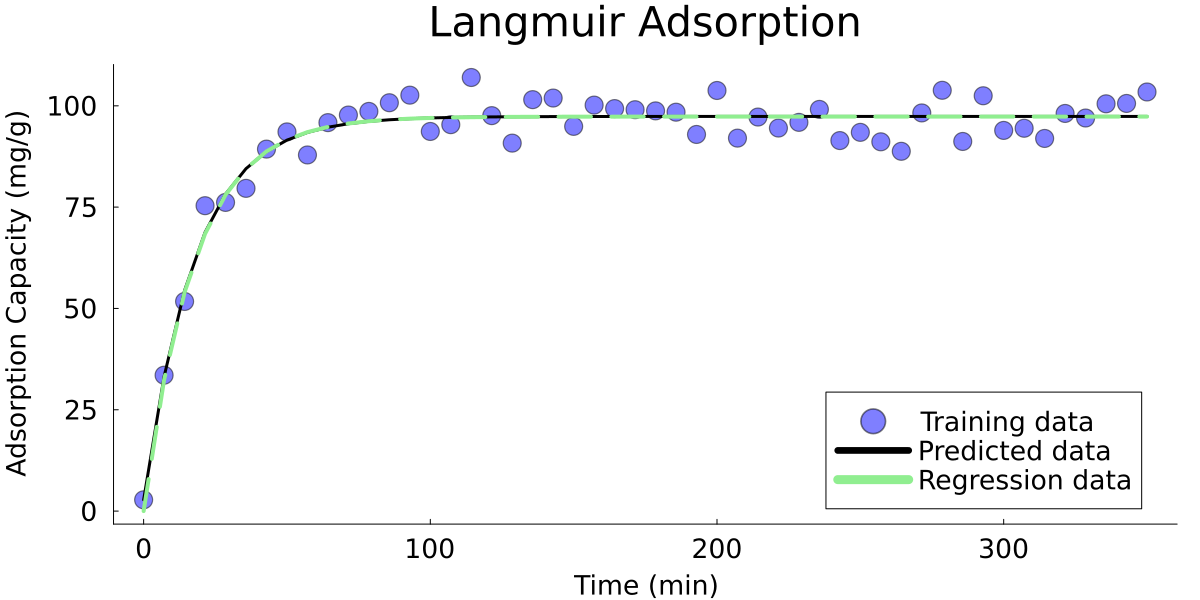 Langmuir Adsorption
Adsorption Capacity (mg/g)
100
75
50
25
0
Training data
Predicted data
Regression data
0 100 200 300
Time (min)